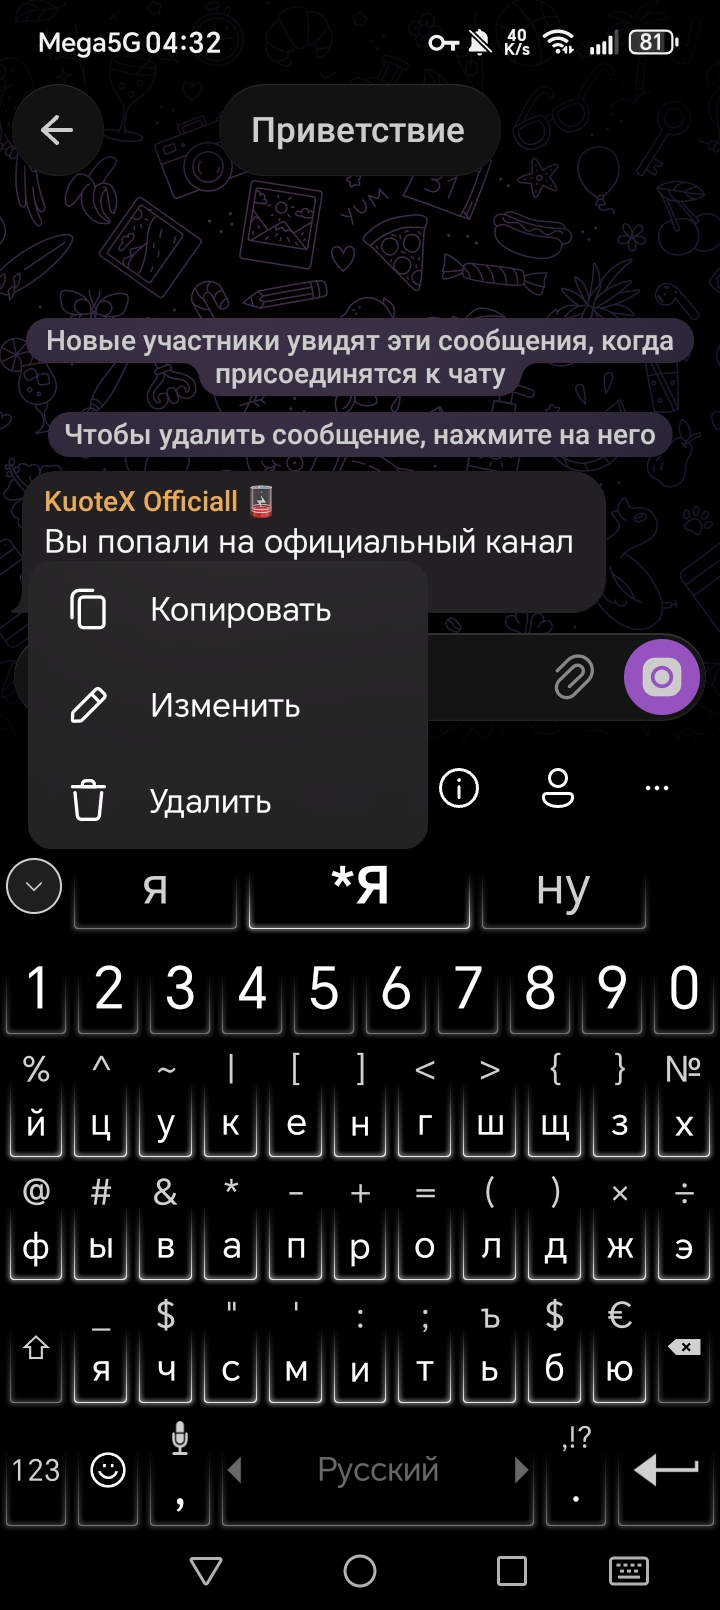 Mega5G 04:32
40 K/s
81
Приветствие
31
YUM
Новые участники увидят эти сообщения, когда
присоединятся к чату
Чтобы удалить сообщение, нажмите на него
KuoteX Officiall
Вы попали на официальный канал
Копировать
Изменить
Удалить
я *Я ну
1 2 3 4 5 6 7 8 9 0
% ^ ~ | [ ] < > { } №
й ц у к е н г ш щ з х
@ # & * - + = ( ) × ÷
ф ы в а п р о л д ж э
_ $ " ' : ; ъ $ €
я ч с м и т ь б ю
,!?
123 , Русский .